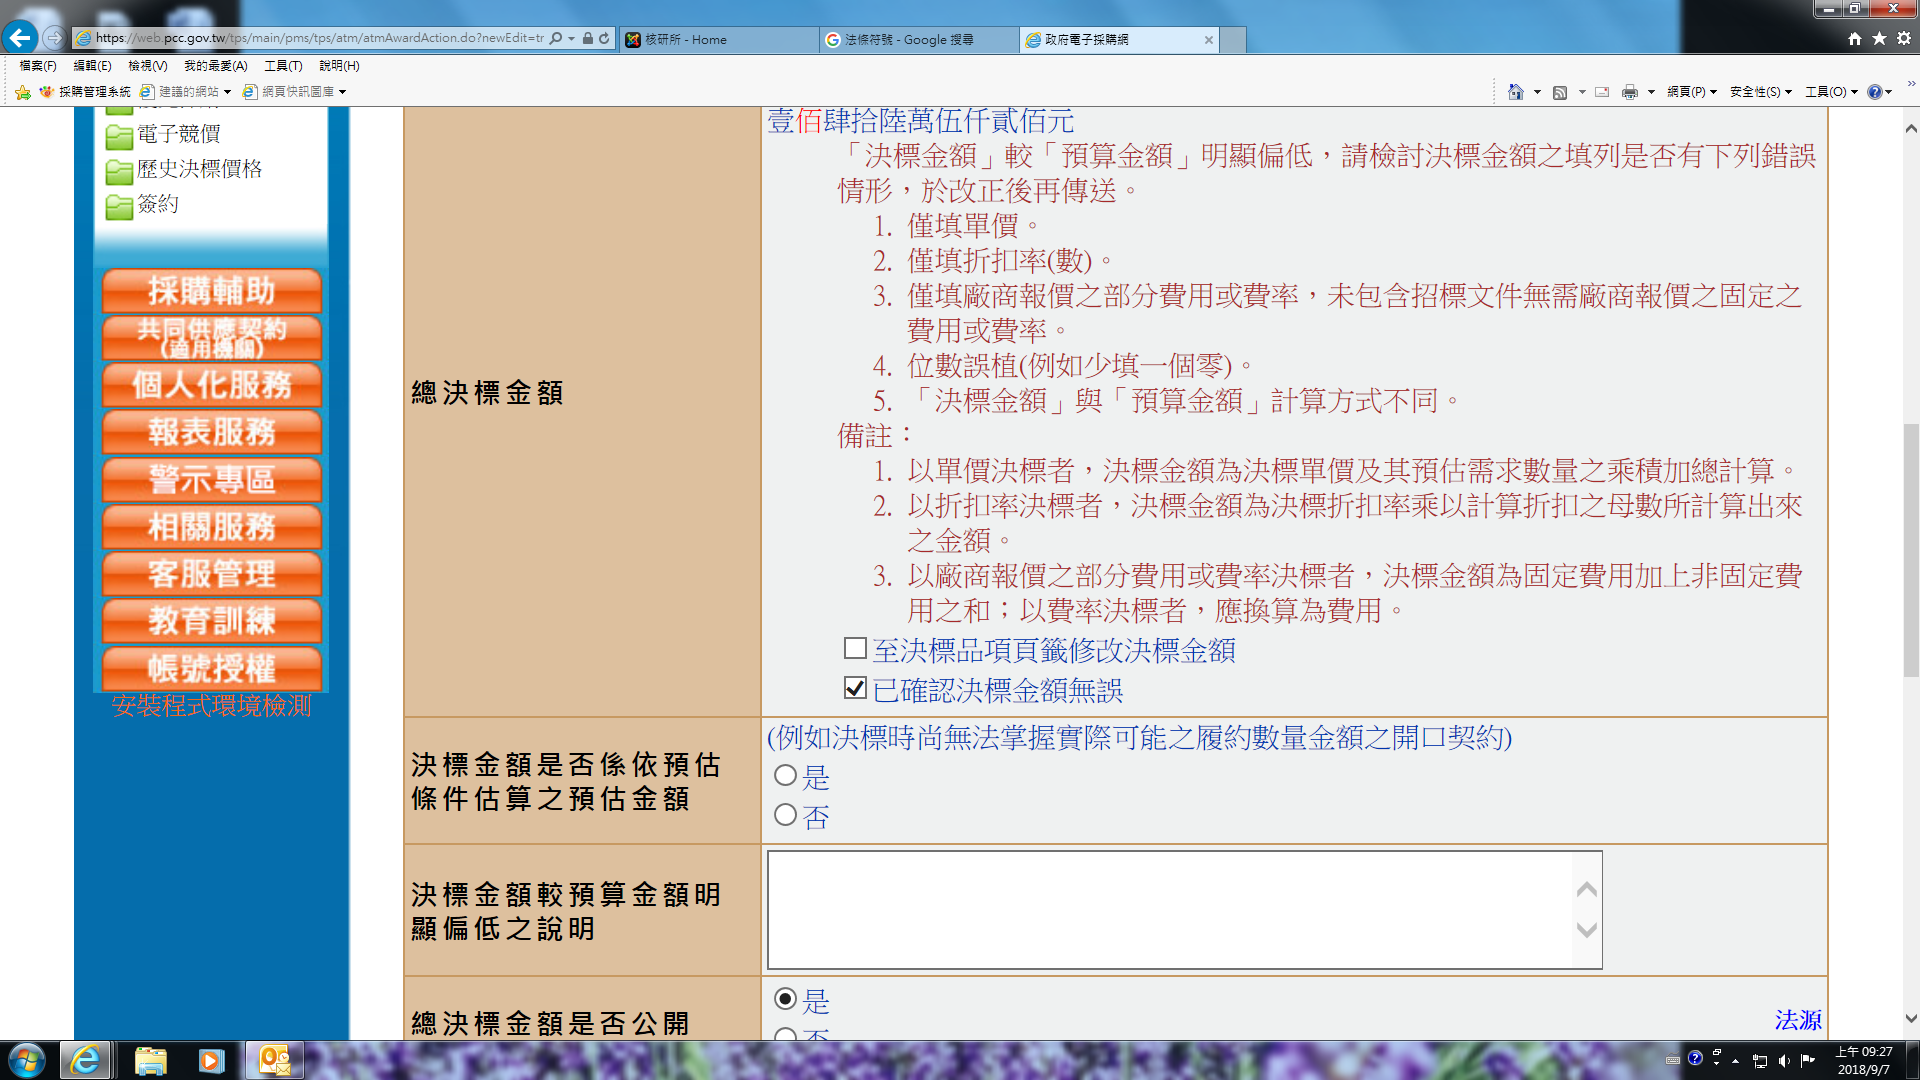 https://web.pcc.gov.tw/tps/main/pms/tps/atm/atmAwardAction.do?newEdit=tr
核研所 - Home
法條符號 - Google 搜尋
政府電子採購網
檔案(F) 編輯(E) 檢視(V) 我的最愛(A) 工具(T) 說明(H)
採購管理系統 建議的網站 網頁快訊圖庫
網頁(P) 安全性(S) 工具(O)
電子競價
歷史決標價格
簽約
採購輔助
共同供應契約
(適用機關)
個人化服務
報表服務
警示專區
相關服務
客服管理
教育訓練
帳號授權
安裝程式環境檢測
總決標金額
壹佰肆拾陸萬伍仟貳佰元
「決標金額」較「預算金額」明顯偏低，請檢討決標金額之填列是否有下列錯誤
情形，於改正後再傳送。
1. 僅填單價。
2. 僅填折扣率(數)。
3. 僅填廠商報價之部分費用或費率，未包含招標文件無需廠商報價之固定之
費用或費率。
4. 位數誤植(例如少填一個零)。
5. 「決標金額」與「預算金額」計算方式不同。
備註：
1. 以單價決標者，決標金額為決標單價及其預估需求數量之乘積加總計算。
2. 以折扣率決標者，決標金額為決標折扣率乘以計算折扣之母數所計算出來
之金額。
3. 以廠商報價之部分費用或費率決標者，決標金額為固定費用加上非固定費
用之和；以費率決標者，應換算為費用。
至決標品項頁籤修改決標金額
已確認決標金額無誤
決標金額是否係依預估
條件估算之預估金額
(例如決標時尚無法掌握實際可能之履約數量金額之開口契約)
是
否
決標金額較預算金額明
顯偏低之說明
總決標金額是否公開
是
否
法源
上午 09:27
2018/9/7